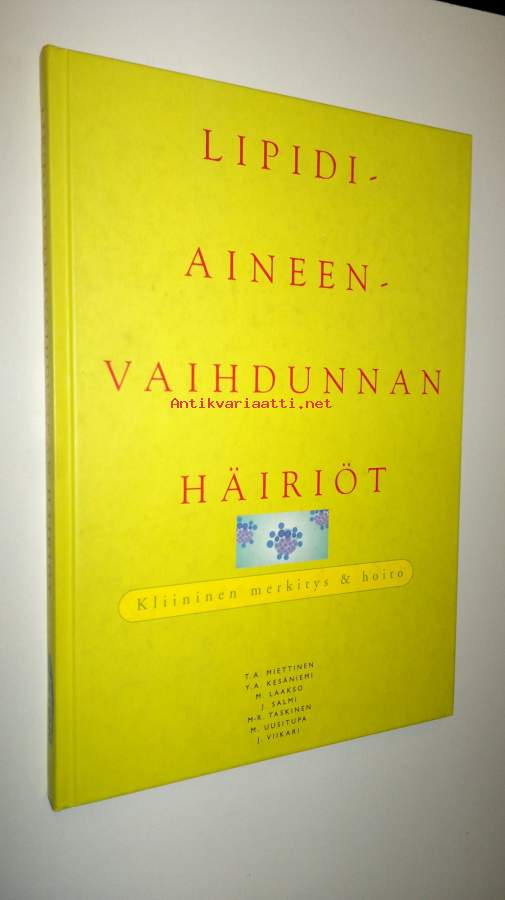 LIPIDI-
AINEEN-
VAIHDUNNAN
Antikvariaatti.net
HÄIRIÖT
Kliininen merkitys & hoito
T.A. MIETTINEN
Y.A. KESÄNIEMI
M. LAAKSO
J. SALMI
M-R. TASKINEN
M. UUSITUPA
J. VIIKARI